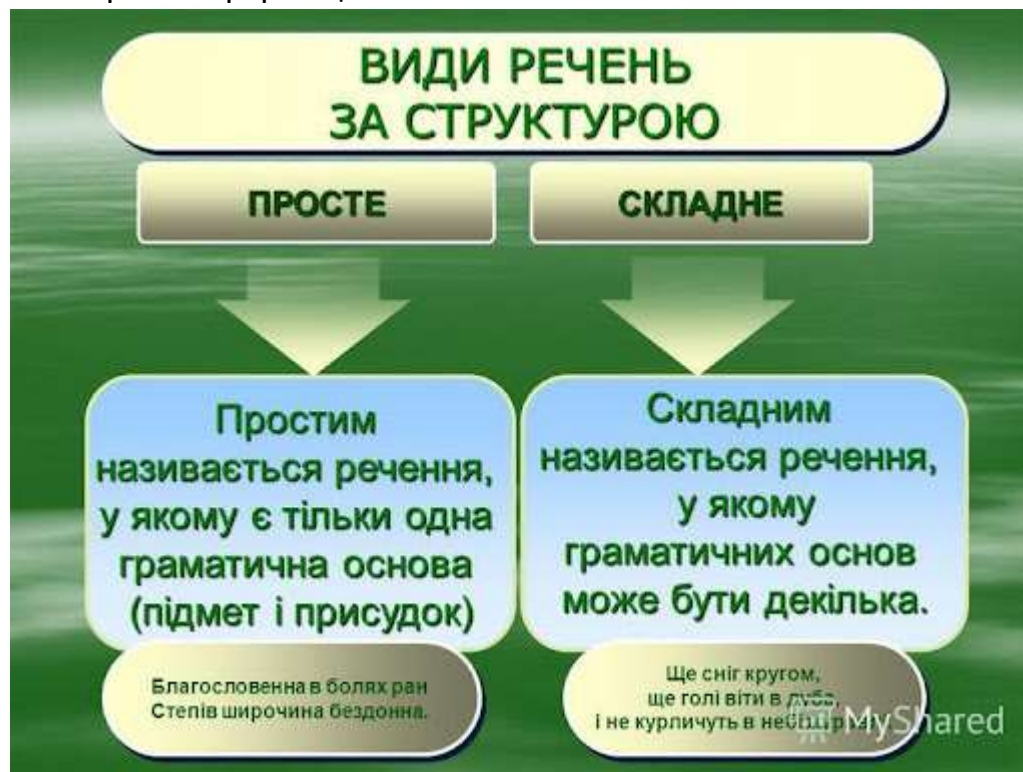 ВИДИ РЕЧЕНЬ
ЗА СТРУКТУРОЮ
ПРОСТЕ
СКЛАДНЕ
Простим
називається речення,
у якому є тільки одна
граматична основа
(підмет і присудок)
Складним
називається речення,
у якому
граматичних основ
може бути декілька.
Благословенна в болях ран
Степів широчина бездонна.
Ще сніг кругом,
ще голі віти в дуба,
і не курличуть в небі
MyShared